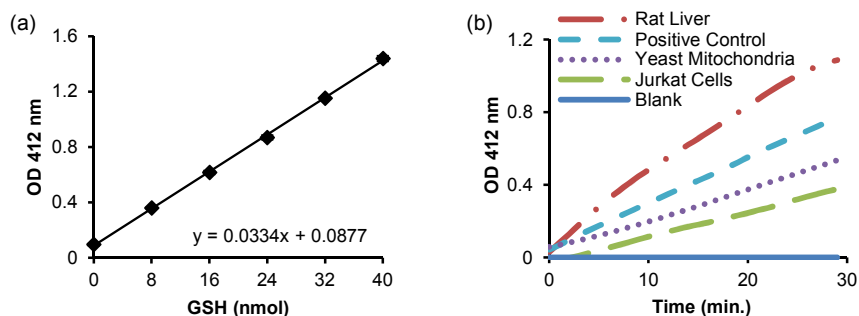 (a)
1.6
1.2
0.8
0.4
0
OD 412 nm
y = 0.0334x + 0.0877
0 8 16 24 32 40
GSH (nmol)
(b)
Rat Liver
Positive Control
Yeast Mitochondria
Jurkat Cells
Blank
1.2
0.8
0.4
0
OD 412 nm
0 10 20 30
Time (min.)